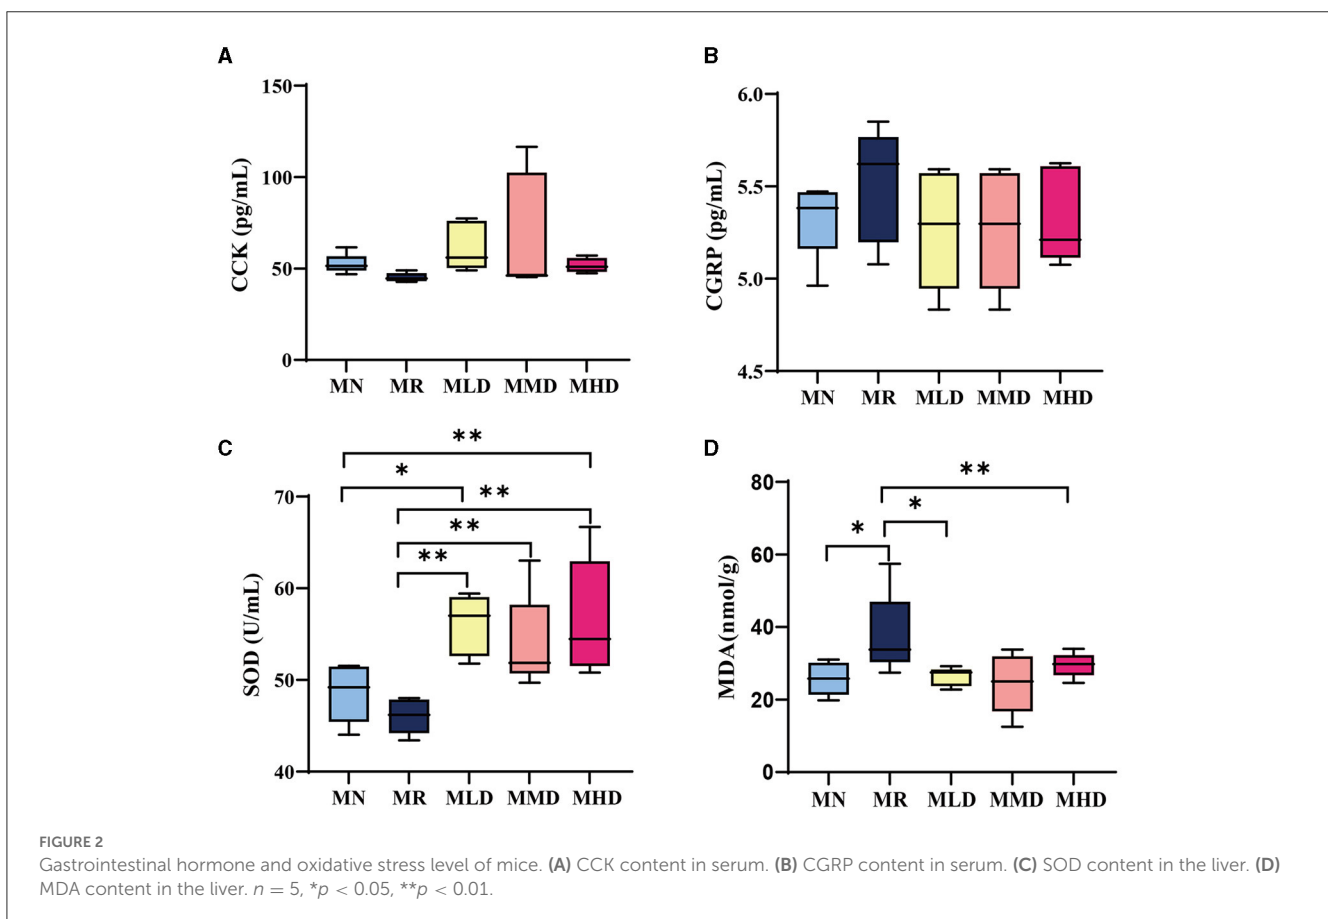 A
150
100
50
0
CCK (pg/mL)
MN MR MLD MMD MHD
B
6.0
5.5
5.0
4.5
CGRP (pg/mL)
MN MR MLD MMD MHD
C
**
*
**
**
**
70
60
50
40
SOD (U/mL)
MN MR MLD MMD MHD
D
**
*
*
80
60
40
20
0
MDA(nmol/g)
MN MR MLD MMD MHD
FIGURE 2
Gastrointestinal hormone and oxidative stress level of mice. (A) CCK content in serum. (B) CGRP content in serum. (C) SOD content in the liver. (D)
MDA content in the liver. n = 5, *p < 0.05, **p < 0.01.